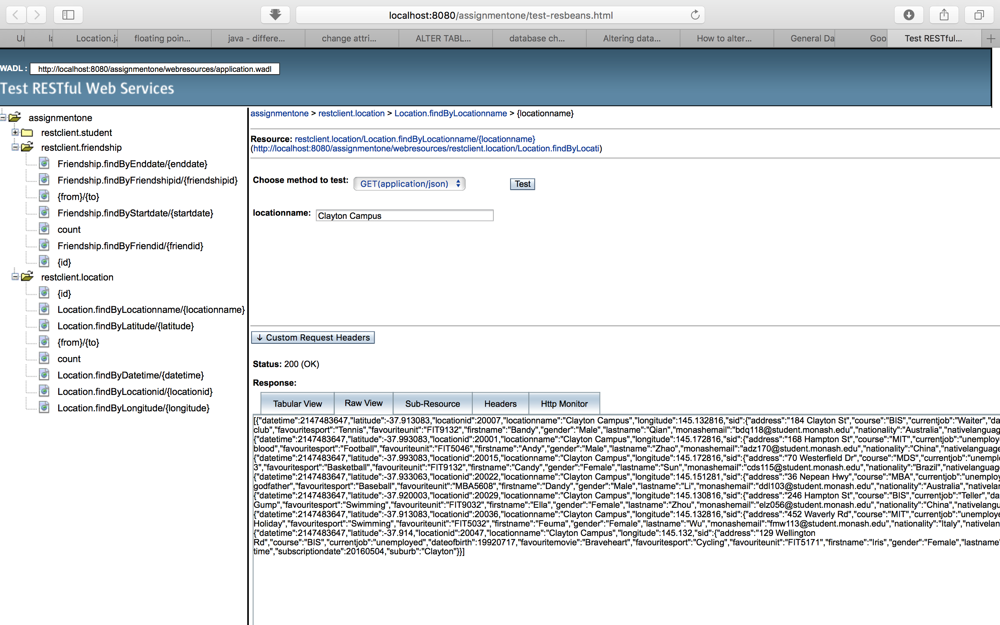 localhost:8080/assignmentone/test-resbeans.html
Location.ja
floating poin...
java - differe...
change attri...
ALTER TABL...
database ch...
Altering data...
How to alter...
General Da
Goo
Test RESTful...
WADL : http://localhost:8080/assignmentone/webresources/application.wadl
Test RESTful Web Services
assignmentone
restclient.student
restclient.friendship
Friendship.findByEnddate/{enddate}
Friendship.findByFriendshipid/{friendshipid}
{from}/{to}
Friendship.findByStartdate/{startdate}
count
Friendship.findByFriendid/{friendid}
{id}
restclient.location
{id}
Location.findByLocationname/{locationname}
Location.findByLatitude/{latitude}
{from}/{to}
count
Location.findByDatetime/{datetime}
Location.findByLocationid/{locationid}
Location.findByLongitude/{longitude}
assignmentone > restclient.location > Location.findByLocationname > {locationname}
Resource: restclient.location/Location.findByLocationname/{locationname}
(http://localhost:8080/assignmentone/webresources/restclient.location/Location.findByLocati)
Choose method to test: GET(application/json) Test
locationname: Clayton Campus
↓ Custom Request Headers
Status: 200 (OK)
Response:
Tabular View
Raw View
Sub-Resource
Headers
Http Monitor
[{"datetime":2147483647,"latitude":-37.913083,"locationid":20007,"locationname":"Clayton Campus","longitude":145.132816,"sid":{"address":"184 Clayton St","course":"BIS","currentjob":"Waiter","da
club","favouritesport":"Tennis","favouriteunit":"FIT9132","firstname":"Bandy","gender":"Male","lastname":"Qian","monashemail":"bdq118@student.monash.edu","nationality":"Australia","nativelanguag
{"datetime":2147483647,"latitude":-37.993083,"locationid":20001,"locationname":"Clayton Campus","longitude":145.172816,"sid":{"address":"168 Hampton St","course":"MIT","currentjob":"unemploye
blood","favouritesport":"Football","favouriteunit":"FIT5046","firstname":"Andy","gender":"Male","lastname":"Zhao","monashemail":"adz170@student.monash.edu","nationality":"China","nativelanguage
{"datetime":2147483647,"latitude":-37.993083,"locationid":20015,"locationname":"Clayton Campus","longitude":145.172816,"sid":{"address":"70 Westerfield Dr","course":"MDS","currentjob":"unemplo
3","favouritesport":"Basketball","favouriteunit":"FIT9132","firstname":"Candy","gender":"Female","lastname":"Sun","monashemail":"cds115@student.monash.edu","nationality":"Brazil","nativelanguage
{"datetime":2147483647,"latitude":-37.933063,"locationid":20022,"locationname":"Clayton Campus","longitude":145.151281,"sid":{"address":"36 Nepean Hwy","course":"MBA","currentjob":"unemploy
godfather","favouritesport":"Baseball","favouriteunit":"MBA5608","firstname":"Dandy","gender":"Male","lastname":"Li","monashemail":"ddl103@student.monash.edu","nationality":"Australia","nativelan
{"datetime":2147483647,"latitude":-37.920003,"locationid":20029,"locationname":"Clayton Campus","longitude":145.130816,"sid":{"address":"246 Hampton St","course":"BIS","currentjob":"Teller","da
Gump","favouritesport":"Swimming","favouriteunit":"FIT9032","firstname":"Ella","gender":"Female","lastname":"Zhou","monashemail":"elz056@student.monash.edu","nationality":"China","nativelangu
{"datetime":2147483647,"latitude":-37.913083,"locationid":20036,"locationname":"Clayton Campus","longitude":145.132816,"sid":{"address":"452 Waverly Rd","course":"MIT","currentjob":"unemploye
Holiday","favouritesport":"Swimming","favouriteunit":"FIT5032","firstname":"Feuma","gender":"Female","lastname":"Wu","monashemail":"fmw113@student.monash.edu","nationality":"Italy","nativelan
{"datetime":2147483647,"latitude":-37.914,"locationid":20047,"locationname":"Clayton Campus","longitude":145.132,"sid":{"address":"129 Wellington
Rd","course":"BIS","currentjob":"unemployed","dateofbirth":19920717,"favouritemovie":"Braveheart","favouritesport":"Cycling","favouriteunit":"FIT5171","firstname":"Iris","gender":"Female","lastname"
time","subscriptiondate":20160504,"suburb":"Clayton"}}]